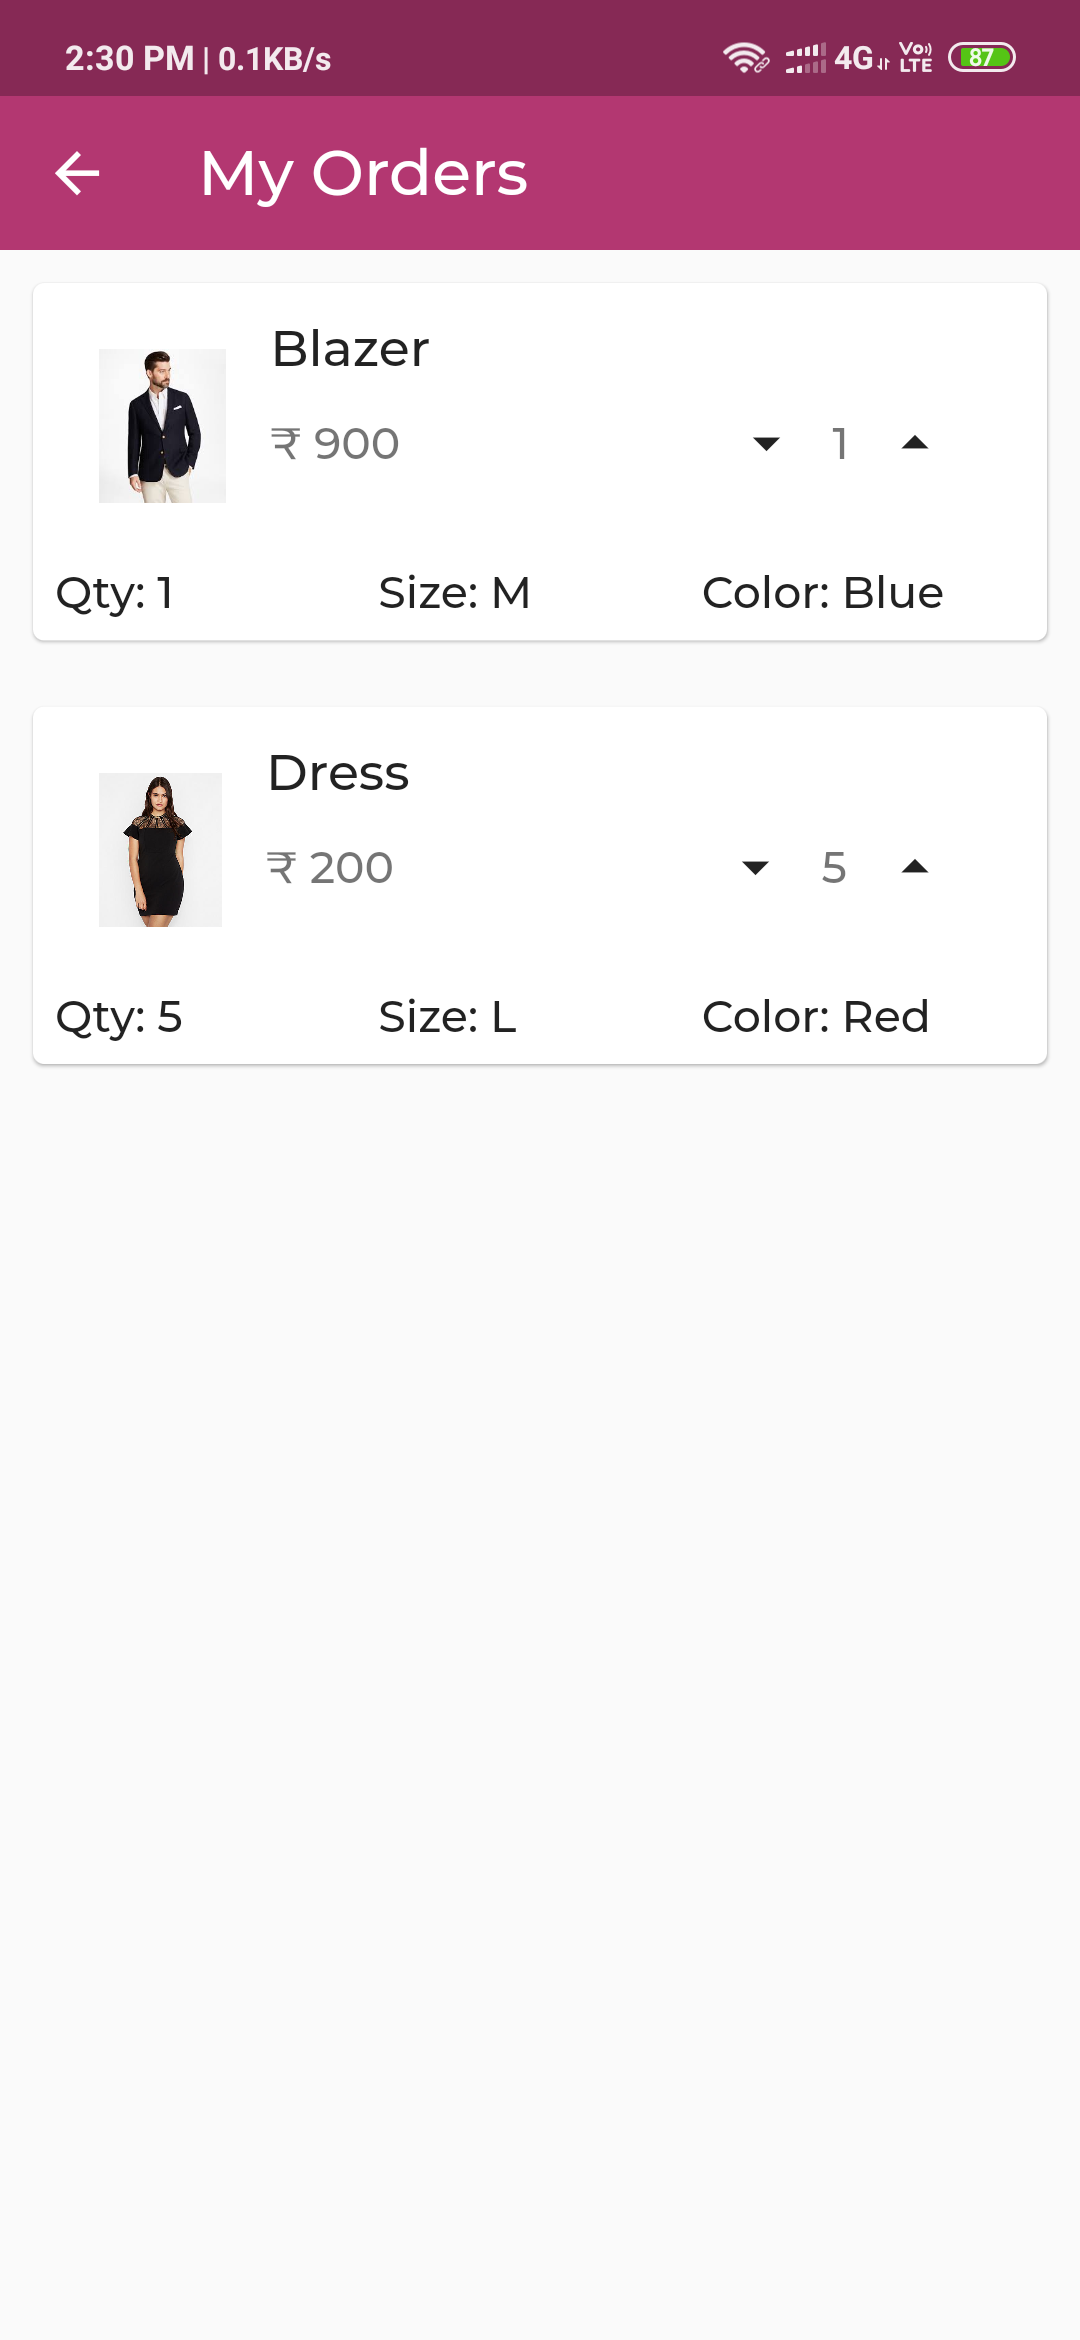 2:30 PM | 0.1KB/s 4G Vo) LTE 87
My Orders
Blazer
₹ 900 1
Qty: 1 Size: M Color: Blue
Dress
₹ 200 5
Qty: 5 Size: L Color: Red